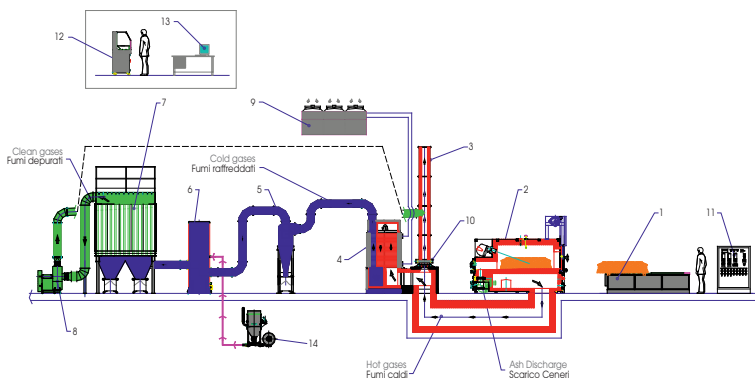 13
12
7
9
Clean gases
Fumi depurati
Cold gases
Fumi raffreddati
3
6
5
2
10
1
11
4
8
14
Hot gases
Fumi caldi
Ash Discharge
Scarico Ceneri